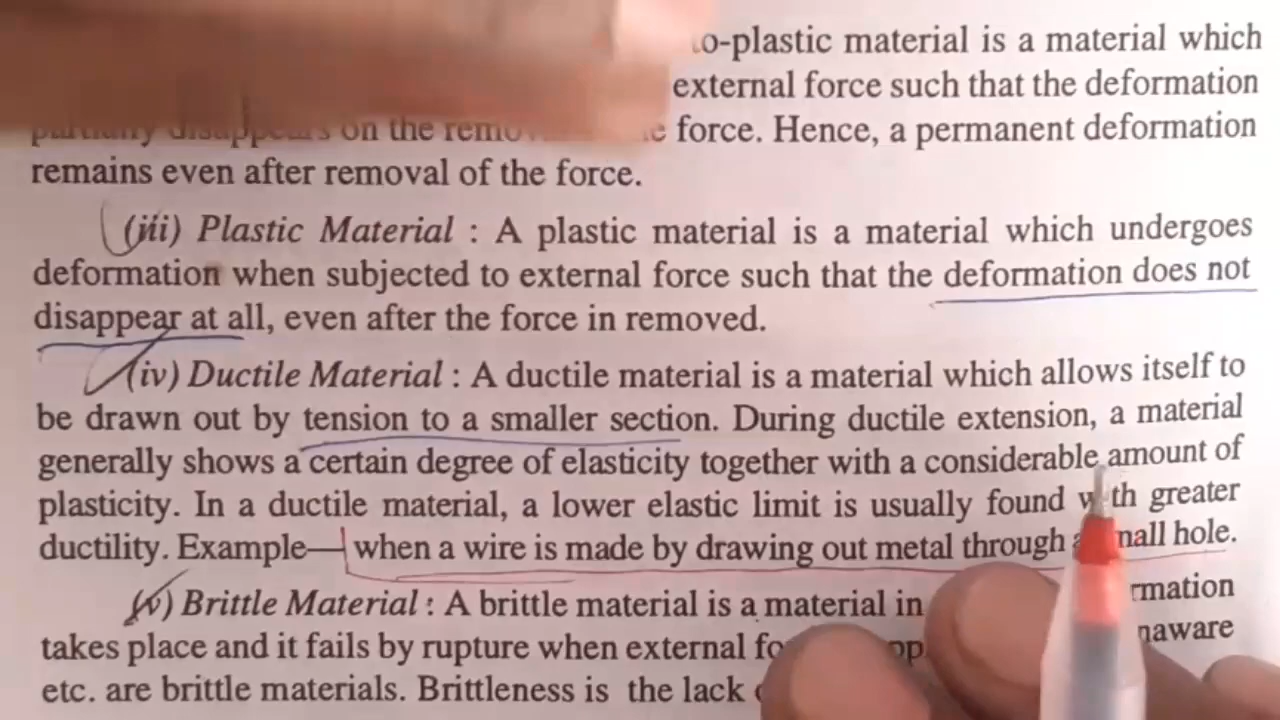 o-plastic material is a material which
external force such that the deformation
partially disappears on the force. Hence, a permanent deformation
remains even after removal of the force.
(iii) Plastic Material : A plastic material is a material which undergoes
deformation when subjected to external force such that the deformation does not
disappear at all, even after the force in removed.
(iv) Ductile Material : A ductile material is a material which allows itself to
be drawn out by tension to a smaller section. During ductile extension, a material
generally shows a certain degree of elasticity together with a considerable amount of
plasticity. In a ductile material, a lower elastic limit is usually found with greater
ductility. Example— when a wire is made by drawing out metal through small hole.
(v) Brittle Material : A brittle material is a material in
takes place and it fails by rupture when external
etc. are brittle materials. Brittleness is the lack